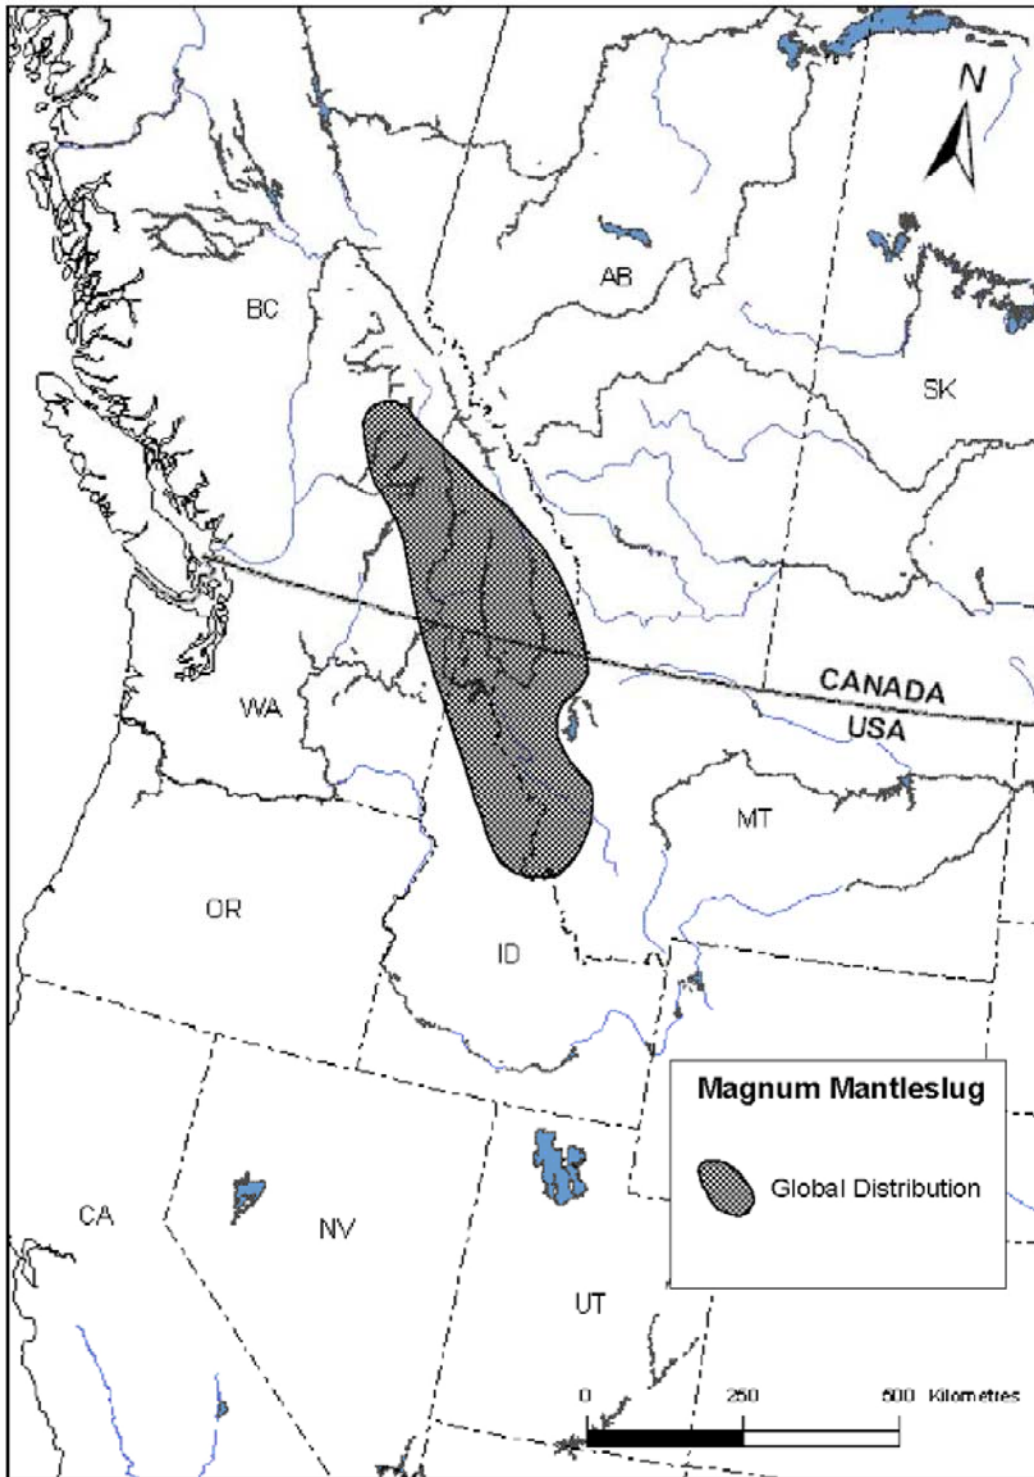 N
AB
BC
SK
CANADA
USA
WA
MT
OR
ID
Magnum Mantleslug
Global Distribution
CA
NV
UT
0 250 500 Kilometres